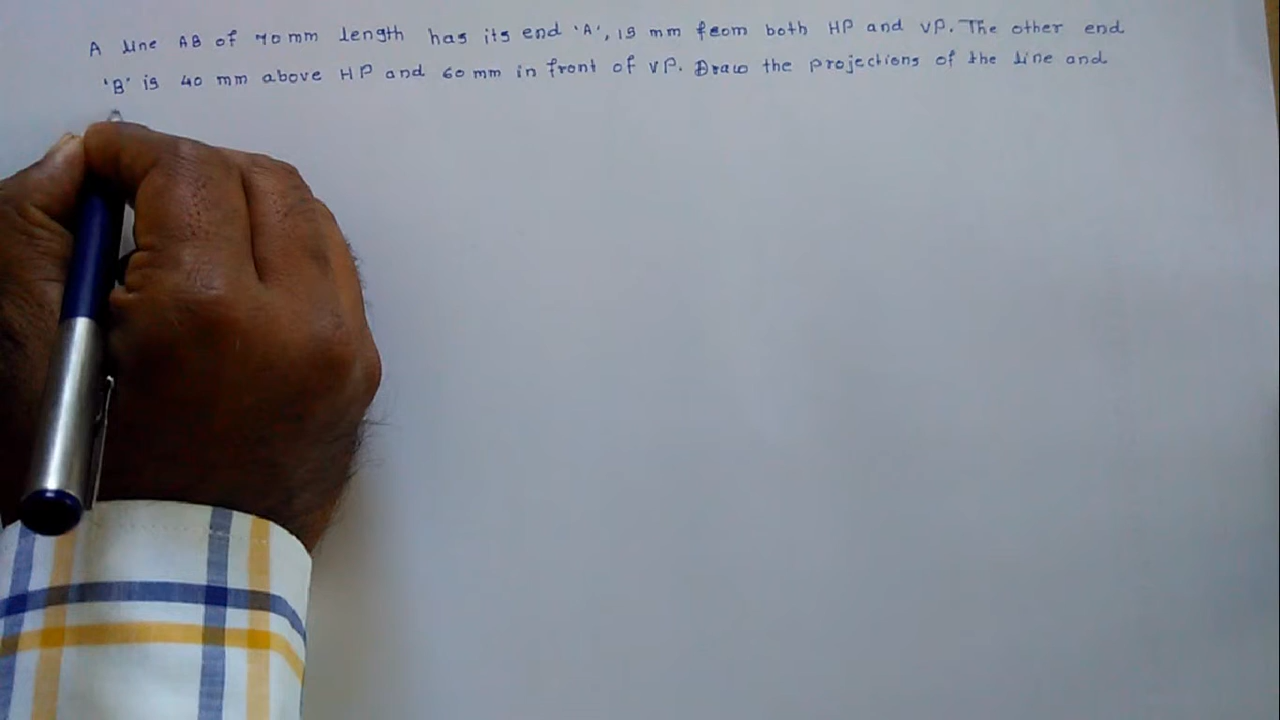 A line AB of 70 mm length has its end 'A', 15 mm from both HP and VP. The other end
'B' is 40 mm above HP and 60 mm in front of VP. Draw the projections of the line and